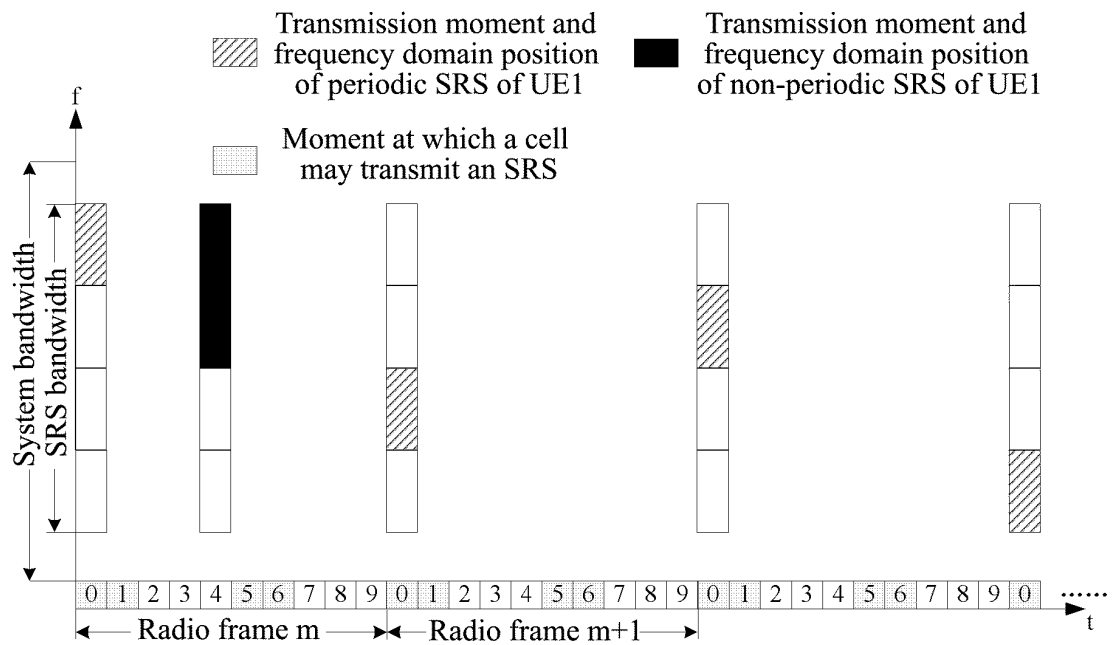 Transmission moment and
frequency domain position
of periodic SRS of UE1
Transmission moment and
frequency domain position
of non-periodic SRS of UE1
Moment at which a cell
may transmit an SRS
f
System bandwidth
SRS bandwidth
0 1 2 3 4 5 6 7 8 9 0 1 2 3 4 5 6 7 8 9 0 1 2 3 4 5 6 7 8 9 0 ......
Radio frame m
Radio frame m+1
t